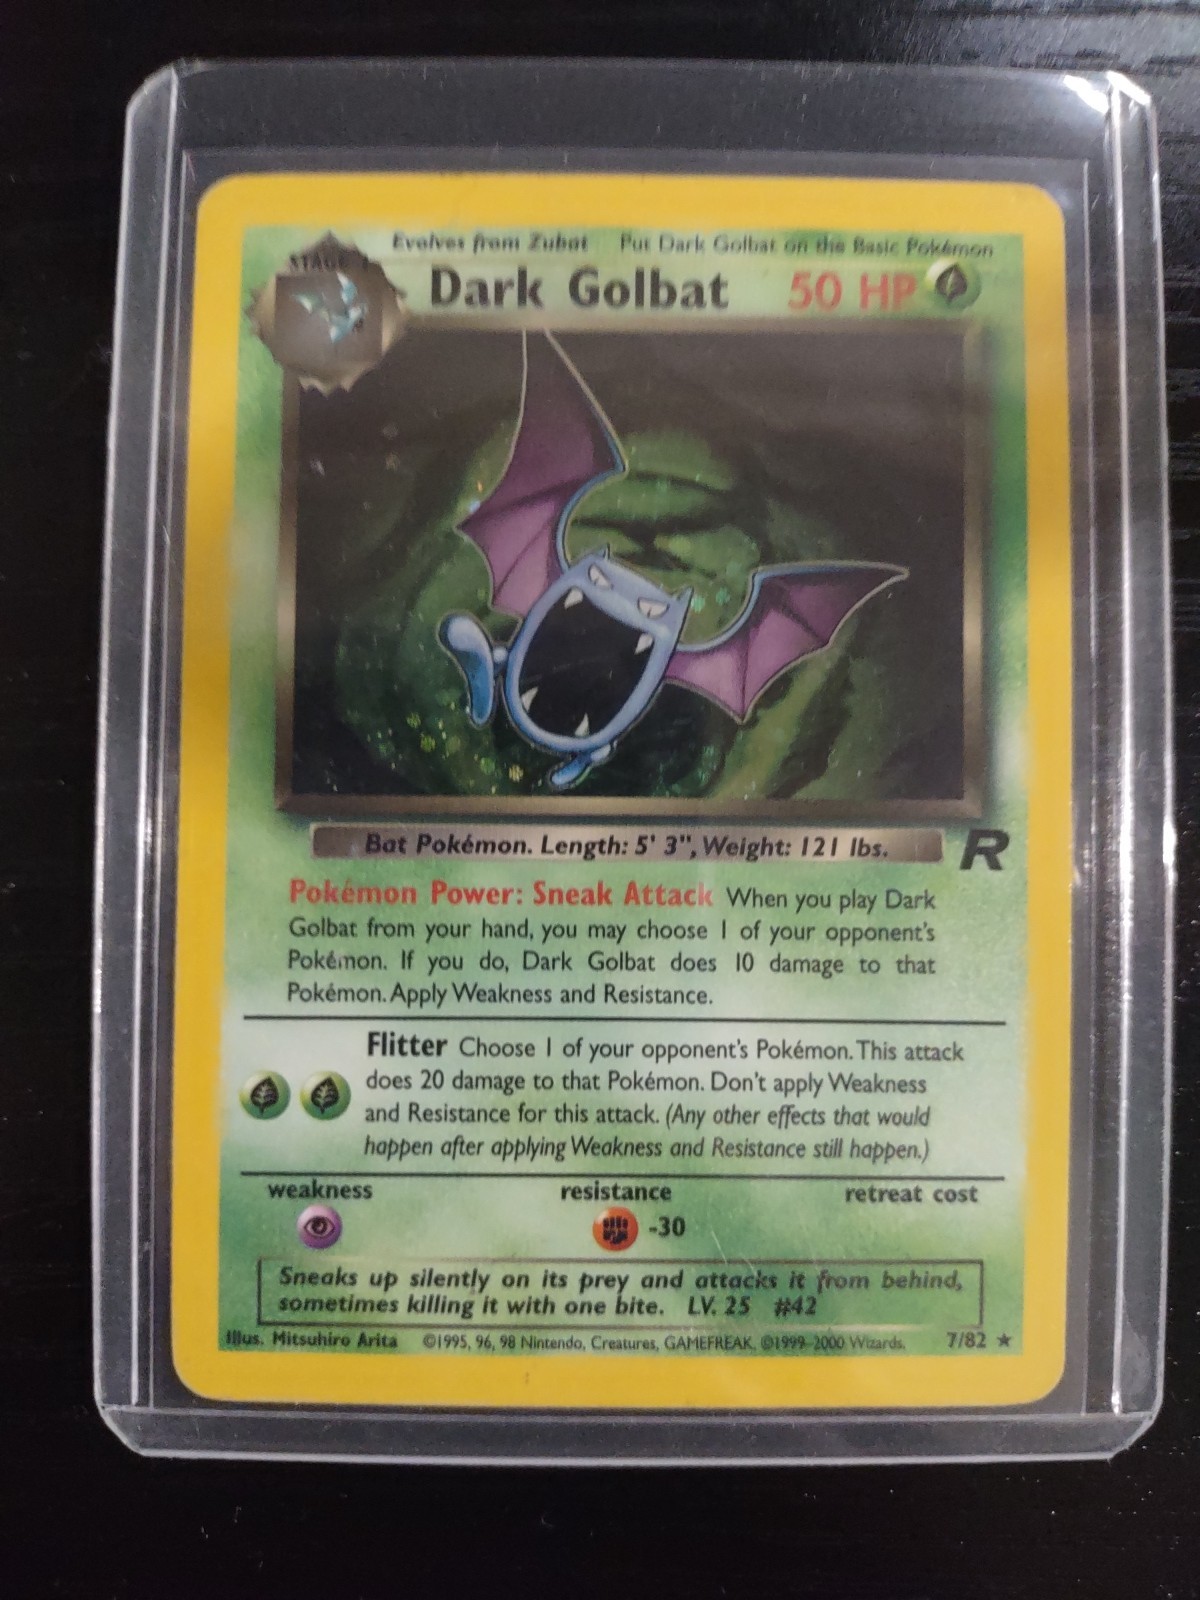 Evolves from Zubat Put Dark Golbat on the Basic Pokémon
STAGE 1
Dark Golbat 50 HP
Bat Pokémon. Length: 5' 3", Weight: 121 lbs.
R
Pokémon Power: Sneak Attack When you play Dark
Golbat from your hand, you may choose 1 of your opponent's
Pokémon. If you do, Dark Golbat does 10 damage to that
Pokémon. Apply Weakness and Resistance.
Flitter Choose 1 of your opponent's Pokémon. This attack
does 20 damage to that Pokémon. Don't apply Weakness
and Resistance for this attack. (Any other effects that would
happen after applying Weakness and Resistance still happen.)
weakness resistance retreat cost
-30
Sneaks up silently on its prey and attacks it from behind,
sometimes killing it with one bite. LV. 25 #42
Illus. Mitsuhiro Arita ©1995, 96, 98 Nintendo, Creatures, GAMEFREAK. ©1999-2000 Wizards. 7/82 ★